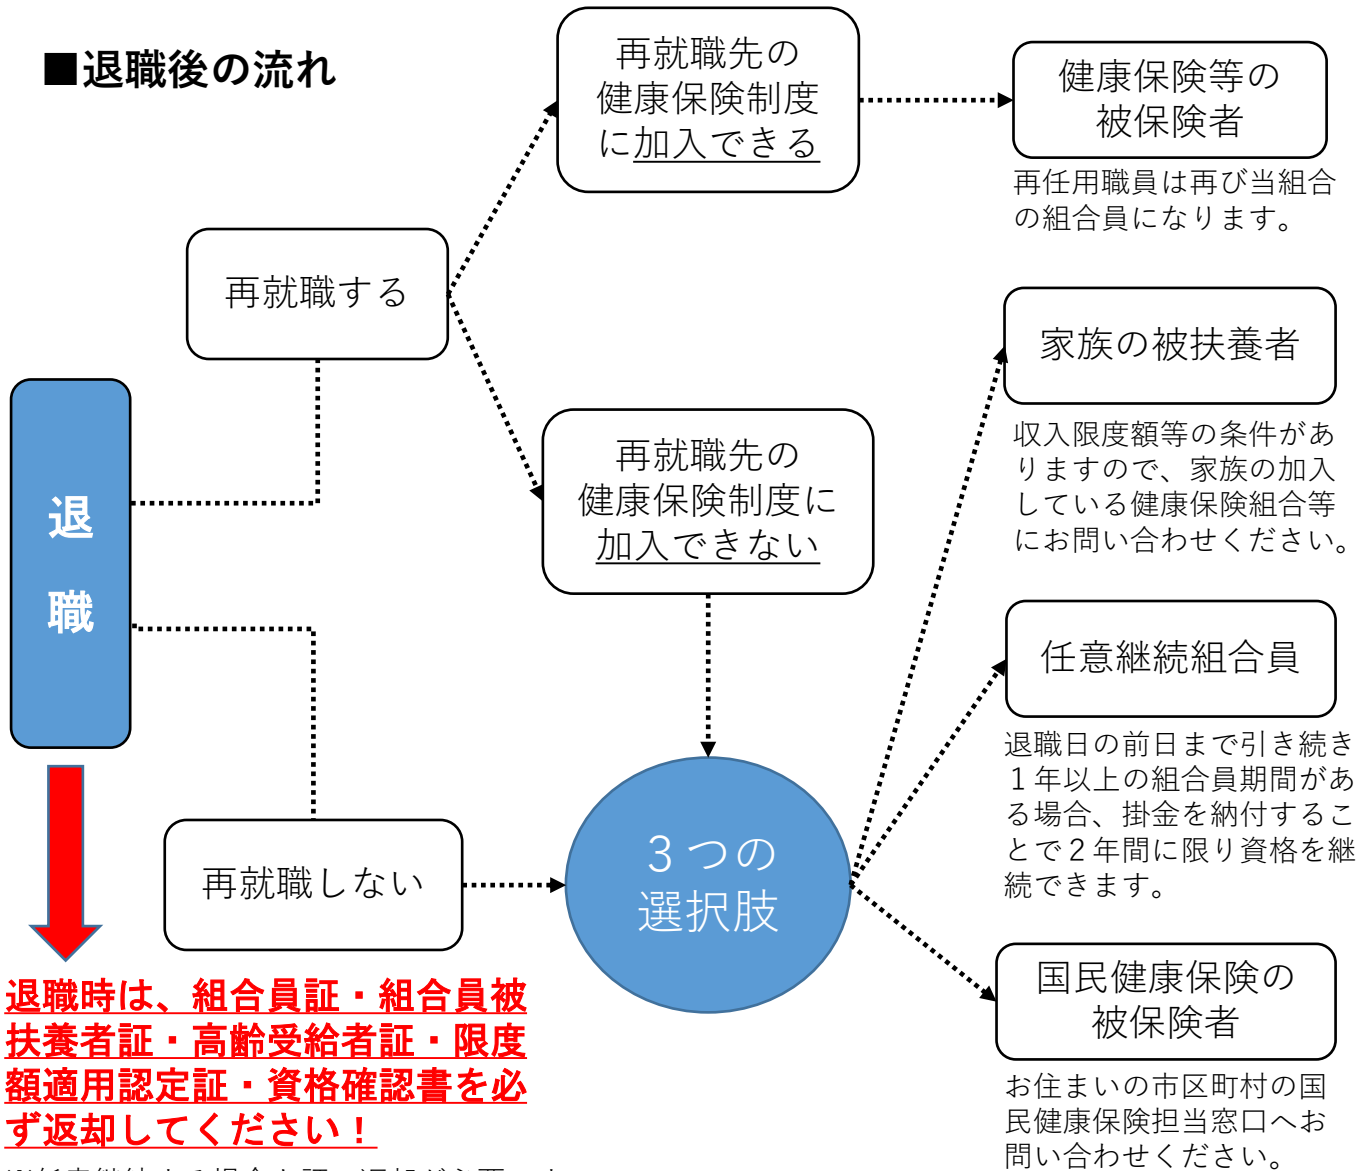 ■退職後の流れ
再就職先の
健康保険制度
に加入できる
健康保険等の
被保険者
再任用職員は再び当組合
の組合員になります。
再就職する
家族の被扶養者
収入限度額等の条件があ
りますので、家族の加入
している健康保険組合等
にお問い合わせください。
退
職
再就職先の
健康保険制度に
加入できない
任意継続組合員
退職日の前日まで引き続き
１年以上の組合員期間があ
る場合、掛金を納付するこ
とで２年間に限り資格を継
続できます。
再就職しない
３つの
選択肢
国民健康保険の
被保険者
お住まいの市区町村の国
民健康保険担当窓口へお
問い合わせください。
退職時は、組合員証・組合員被
扶養者証・高齢受給者証・限度
額適用認定証・資格確認書を必
ず返却してください！